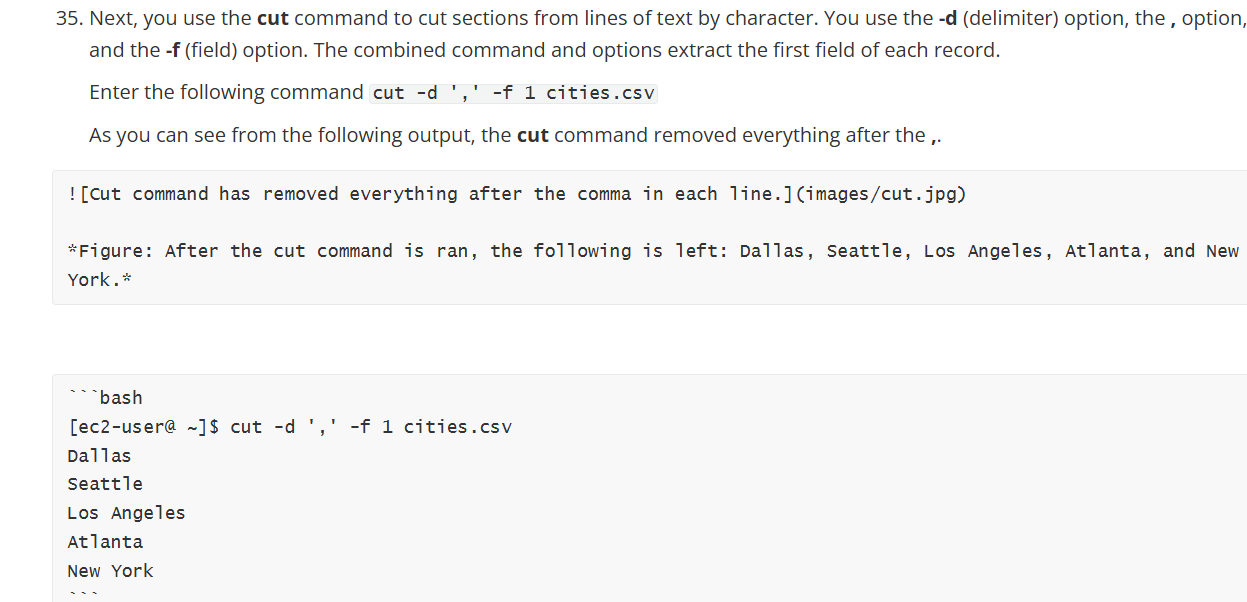 35. Next, you use the cut command to cut sections from lines of text by character. You use the -d (delimiter) option, the , option,
and the -f (field) option. The combined command and options extract the first field of each record.
Enter the following command cut -d ',' -f 1 cities.csv
As you can see from the following output, the cut command removed everything after the ,.
![Cut command has removed everything after the comma in each line.](images/cut.jpg)
*Figure: After the cut command is ran, the following is left: Dallas, Seattle, Los Angeles, Atlanta, and New
York.*
```bash
[ec2-user@ ~]$ cut -d ',' -f 1 cities.csv
Dallas
Seattle
Los Angeles
Atlanta
New York
```